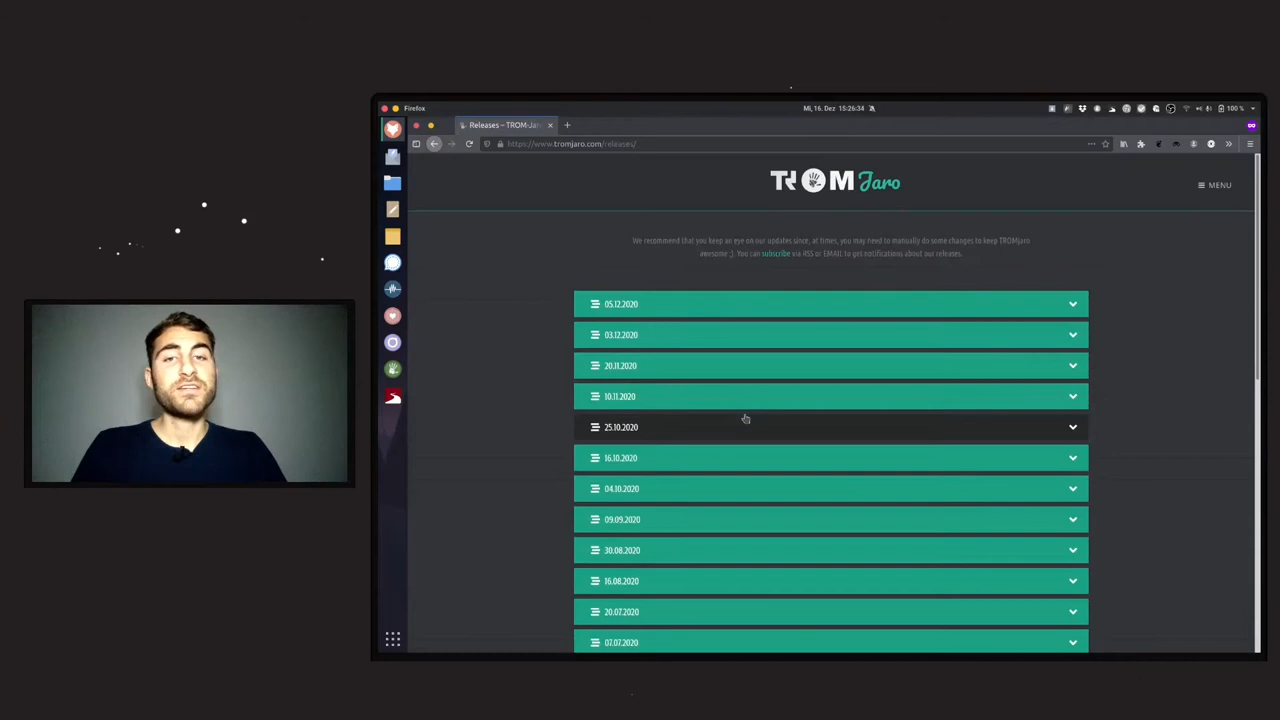 Firefox
Mi, 16. Dez 15:26:34
100 %
Releases – TROMJaro
https://www.tromjaro.com/releases/
TROM Jaro
MENU
We recommend that you keep an eye on our updates since, at times, you may need to manually do some changes to keep TROMjaro
awesome ;). You can subscribe via RSS or EMAIL to get notifications about our releases.
05.12.2020
03.12.2020
20.11.2020
10.11.2020
25.10.2020
16.10.2020
04.10.2020
09.09.2020
30.08.2020
16.08.2020
20.07.2020
07.07.2020